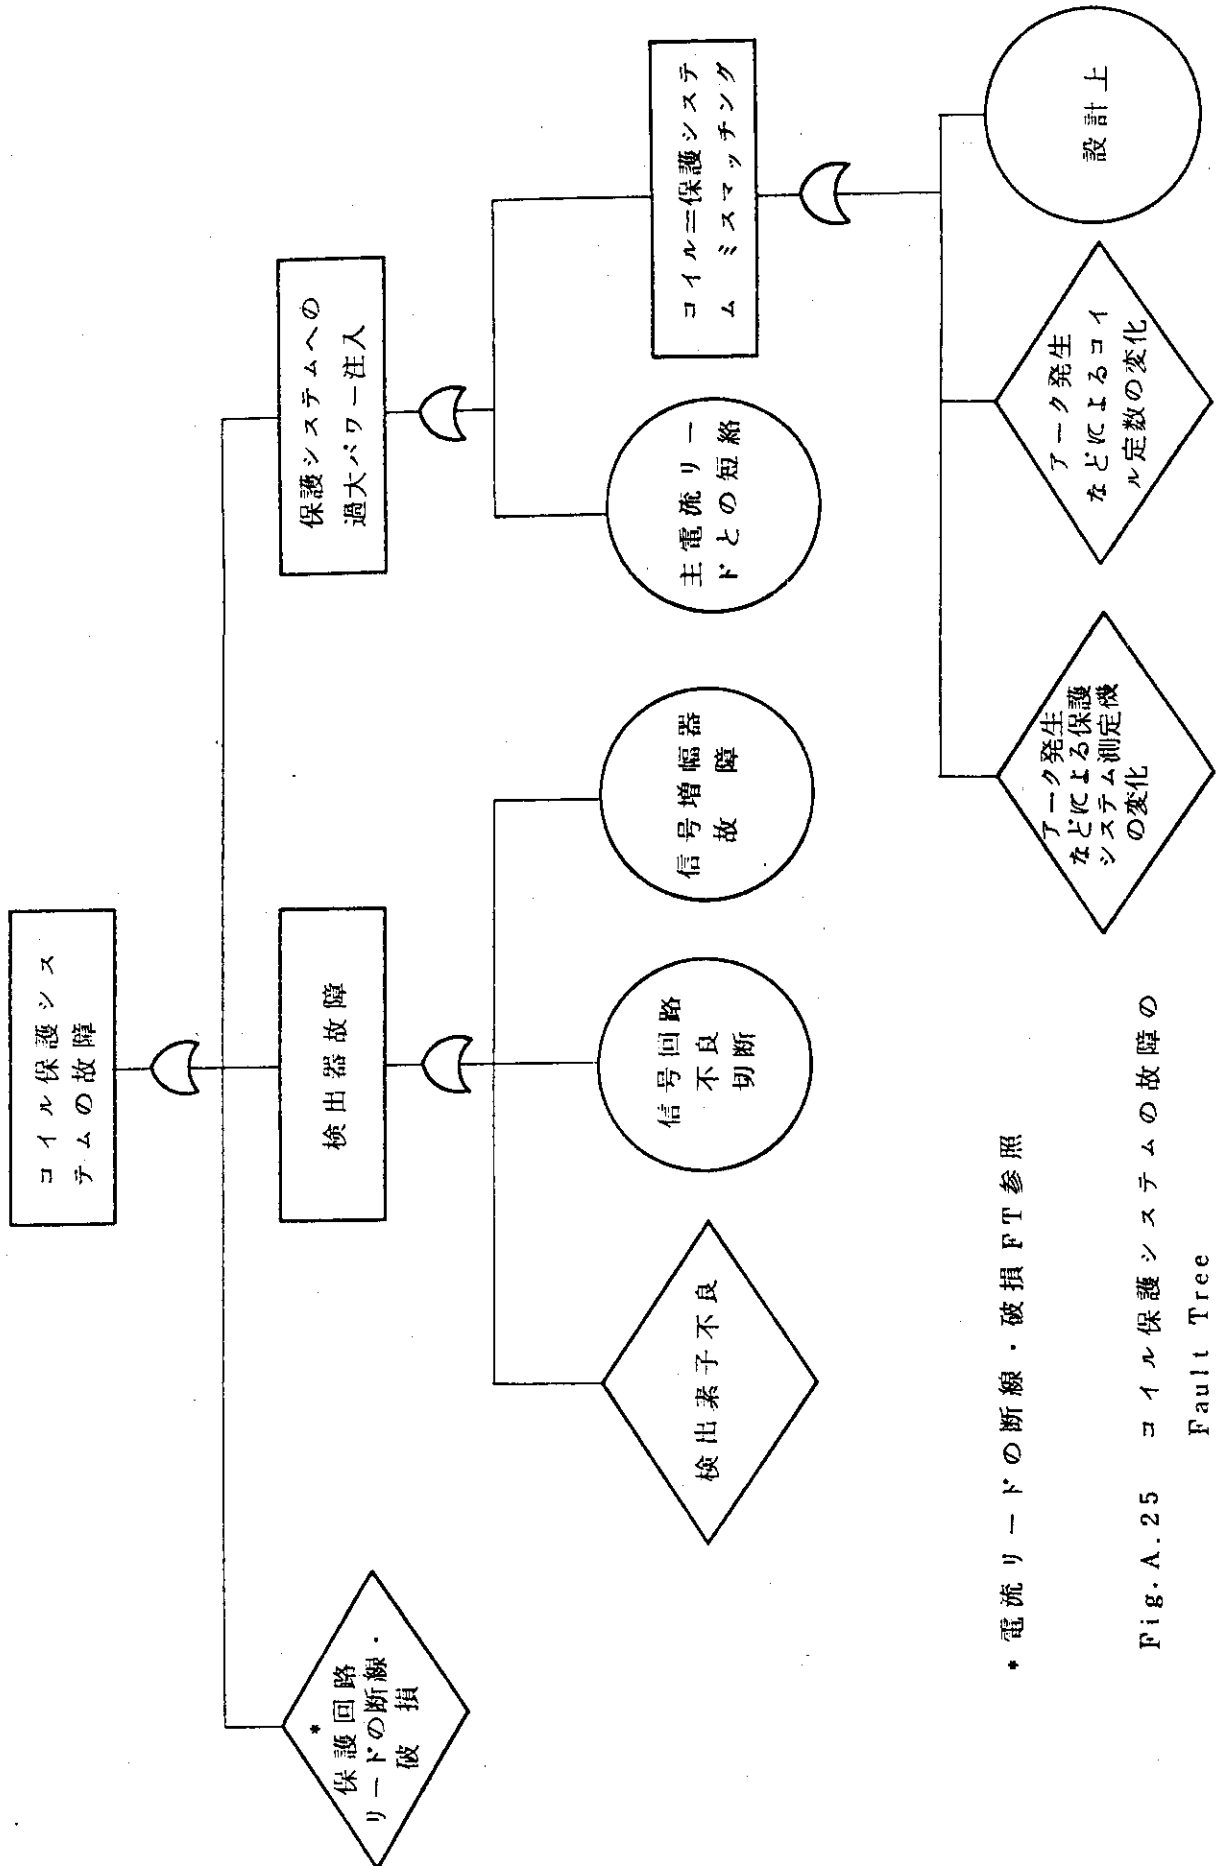 コイル保護シス
テムの故障
*
保護回路
リードの断線・
破損
検出器故障
保護システムへの
過大パワー注入
検出素子不良
信号回路
不良
切断
信号増幅器
故障
主電流リー
ドとの短絡
コイル＝保護システ
ム ミスマッチング
アーク発生
などによる保護
システム測定機
の変化
アーク発生
などによるコイ
ル定数の変化
設計上
* 電流リードの断線・破損FT参照
Fig. A.25 コイル保護システムの故障の
Fault Tree